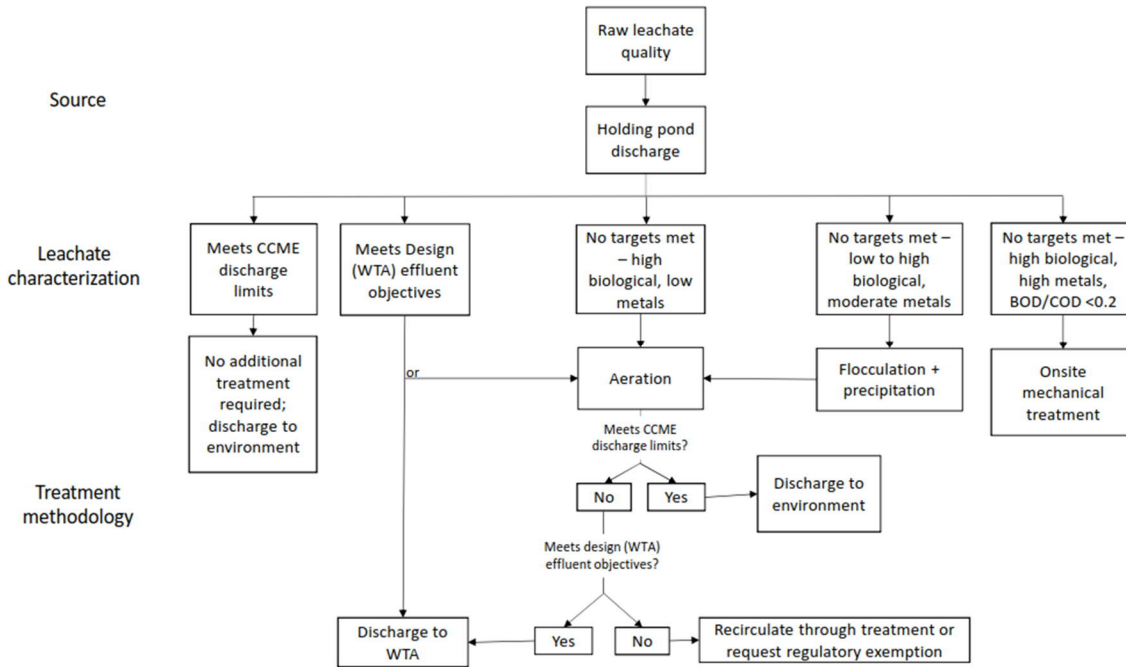 Raw leachate
quality
Source
Holding pond
discharge
Leachate
characterization
Meets CCME
discharge
limits
Meets Design
(WTA) effluent
objectives
No targets met
– high
biological, low
metals
No targets met –
low to high
biological,
moderate metals
No targets met –
high biological,
high metals,
BOD/COD <0.2
No additional
treatment
required;
discharge to
environment
or
Aeration
Flocculation +
precipitation
Onsite
mechanical
treatment
Treatment
methodology
Meets CCME
discharge limits?
No
Yes
Discharge to
environment
Meets design (WTA)
effluent objectives?
Discharge to
WTA
Yes
No
Recirculate through treatment or
request regulatory exemption